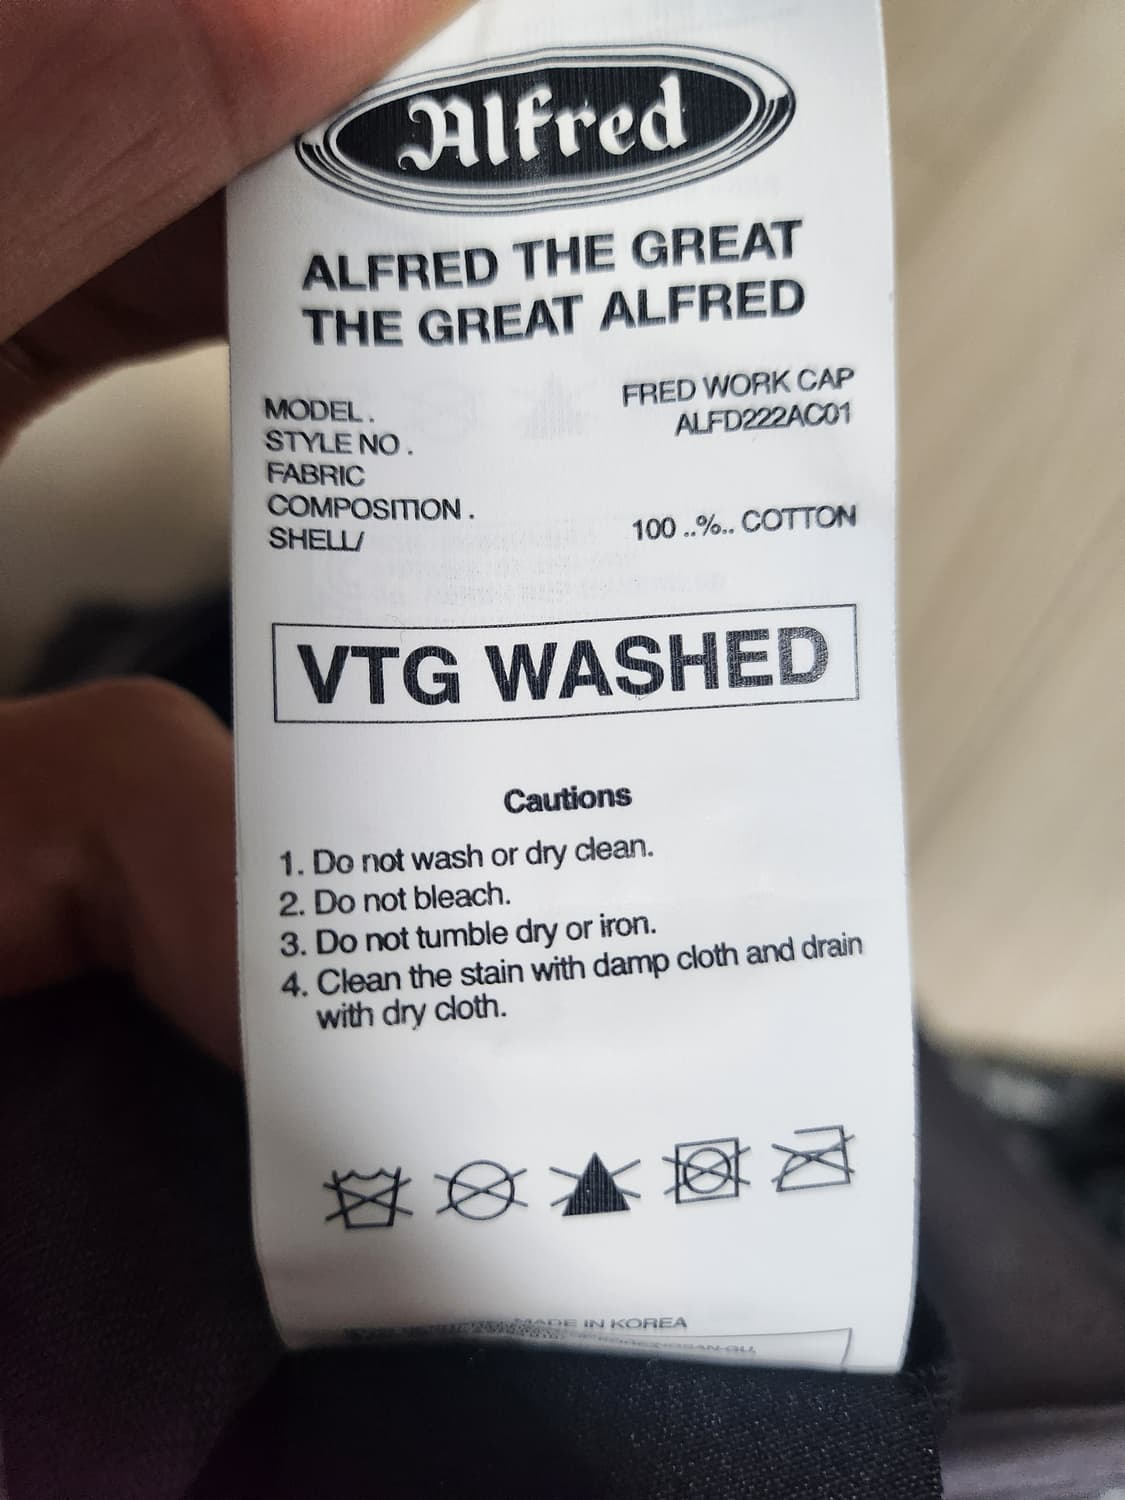 Alfred
ALFRED THE GREAT
THE GREAT ALFRED
MODEL. FRED WORK CAP
STYLE NO. ALFD222AC01
FABRIC
COMPOSITION.
SHELL/ 100 ..%.. COTTON
VTG WASHED
Cautions
1. Do not wash or dry clean.
2. Do not bleach.
3. Do not tumble dry or iron.
4. Clean the stain with damp cloth and drain
with dry cloth.
MADE IN KOREA